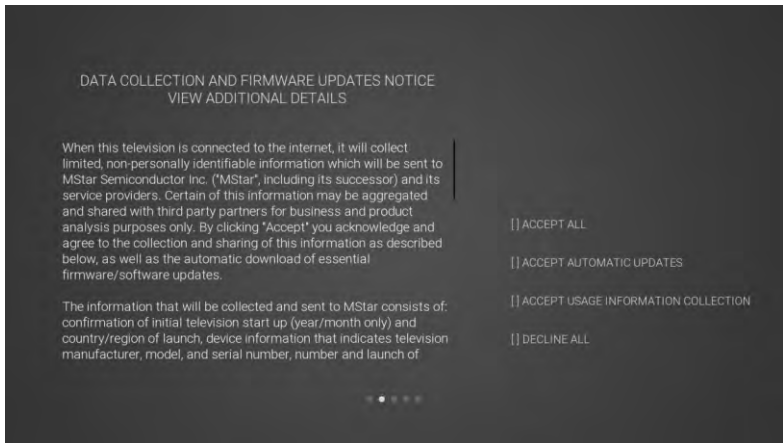 DATA COLLECTION AND FIRMWARE UPDATES NOTICE
VIEW ADDITIONAL DETAILS
When this television is connected to the internet, it will collect
limited, non-personally identifiable information which will be sent to
MStar Semiconductor Inc. ("MStar", including its successor) and its
service providers. Certain of this information may be aggregated
and shared with third party partners for business and product
analysis purposes only. By clicking "Accept" you acknowledge and
agree to the collection and sharing of this information as described
below, as well as the automatic download of essential
firmware/software updates.
The information that will be collected and sent to MStar consists of:
confirmation of initial television start up (year/month only) and
country/region of launch, device information that indicates television
manufacturer, model, and serial number, number and launch of
[ ] ACCEPT ALL
[ ] ACCEPT AUTOMATIC UPDATES
[ ] ACCEPT USAGE INFORMATION COLLECTION
[ ] DECLINE ALL